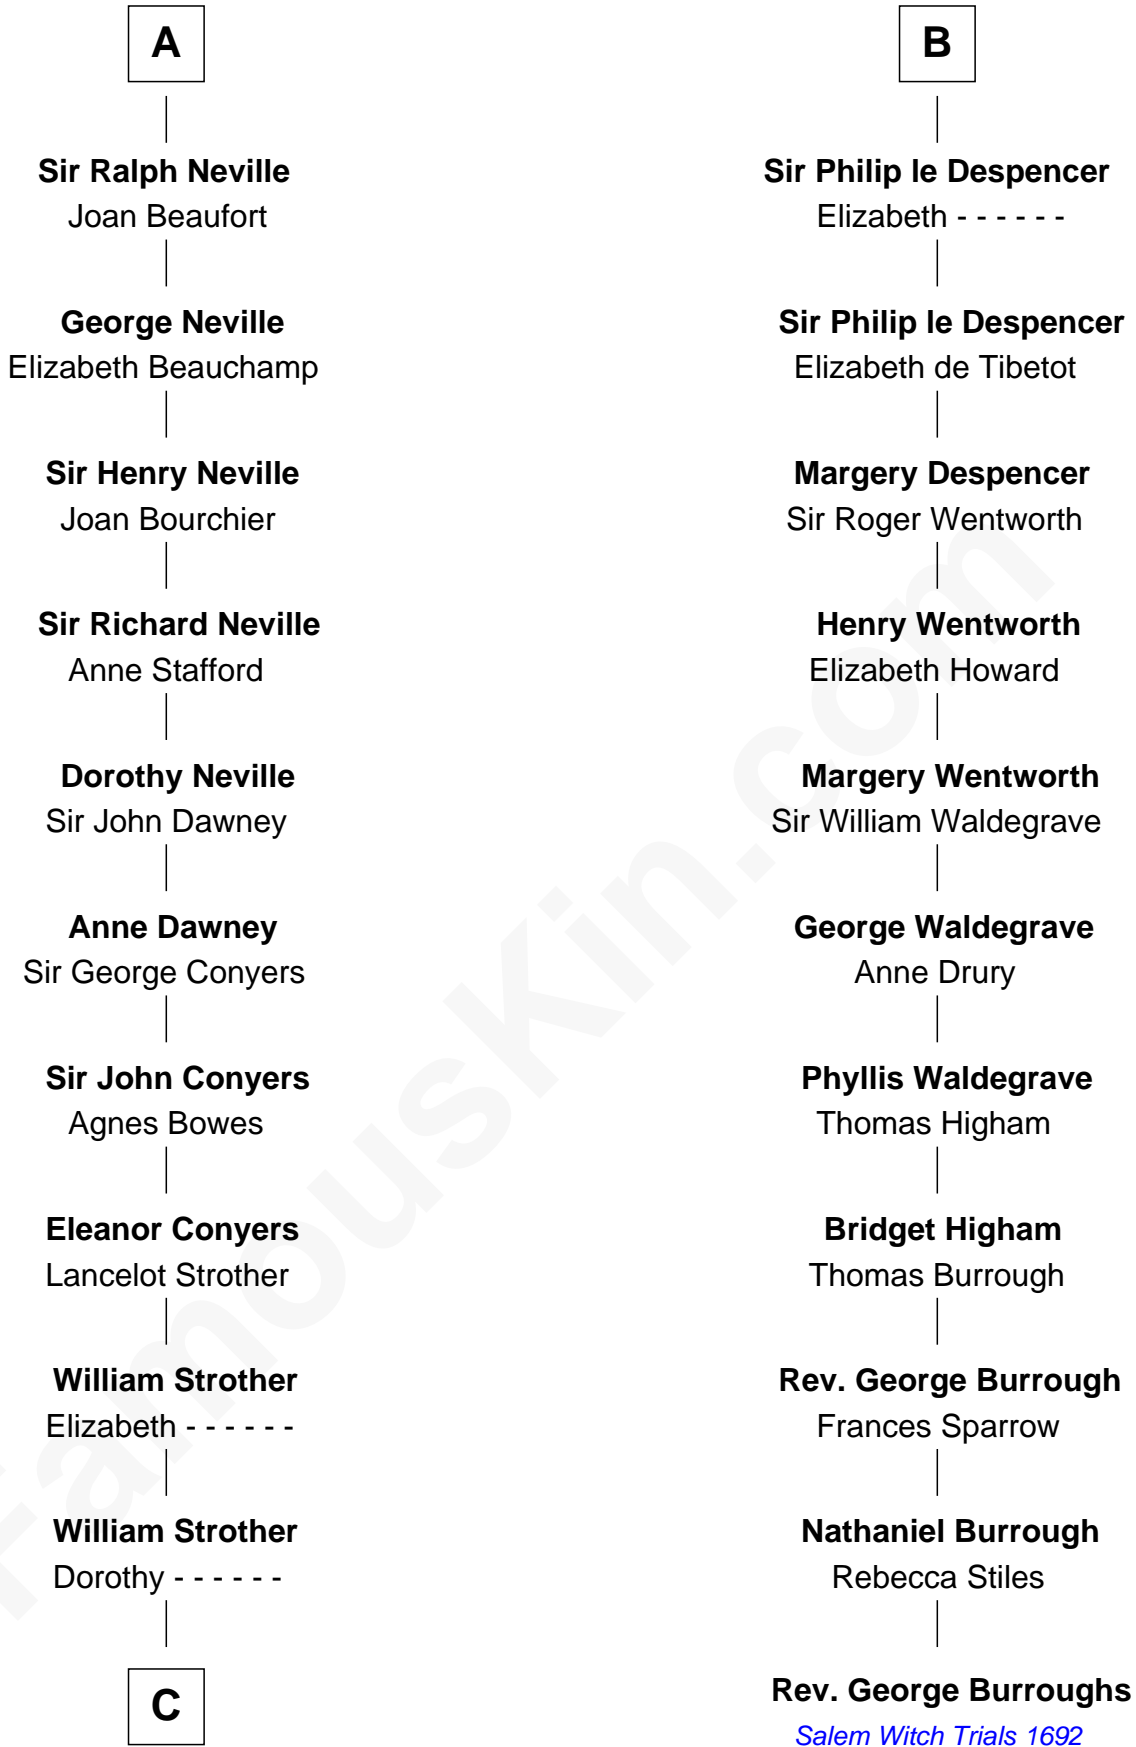 A
Sir Ralph Neville
Joan Beaufort
George Neville
Elizabeth Beauchamp
Sir Henry Neville
Joan Bourchier
Sir Richard Neville
Anne Stafford
Dorothy Neville
Sir John Dawney
Anne Dawney
Sir George Conyers
Sir John Conyers
Agnes Bowes
Eleanor Conyers
Lancelot Strother
William Strother
Elizabeth - - - - - -
William Strother
Dorothy - - - - - -
C
B
Sir Philip le Despencer
Elizabeth - - - - - -
Sir Philip le Despencer
Elizabeth de Tibetot
Margery Despencer
Sir Roger Wentworth
Henry Wentworth
Elizabeth Howard
Margery Wentworth
Sir William Waldegrave
George Waldegrave
Anne Drury
Phyllis Waldegrave
Thomas Higham
Bridget Higham
Thomas Burrough
Rev. George Burrough
Frances Sparrow
Nathaniel Burrough
Rebecca Stiles
Rev. George Burroughs
Salem Witch Trials 1692
FamousKin.com